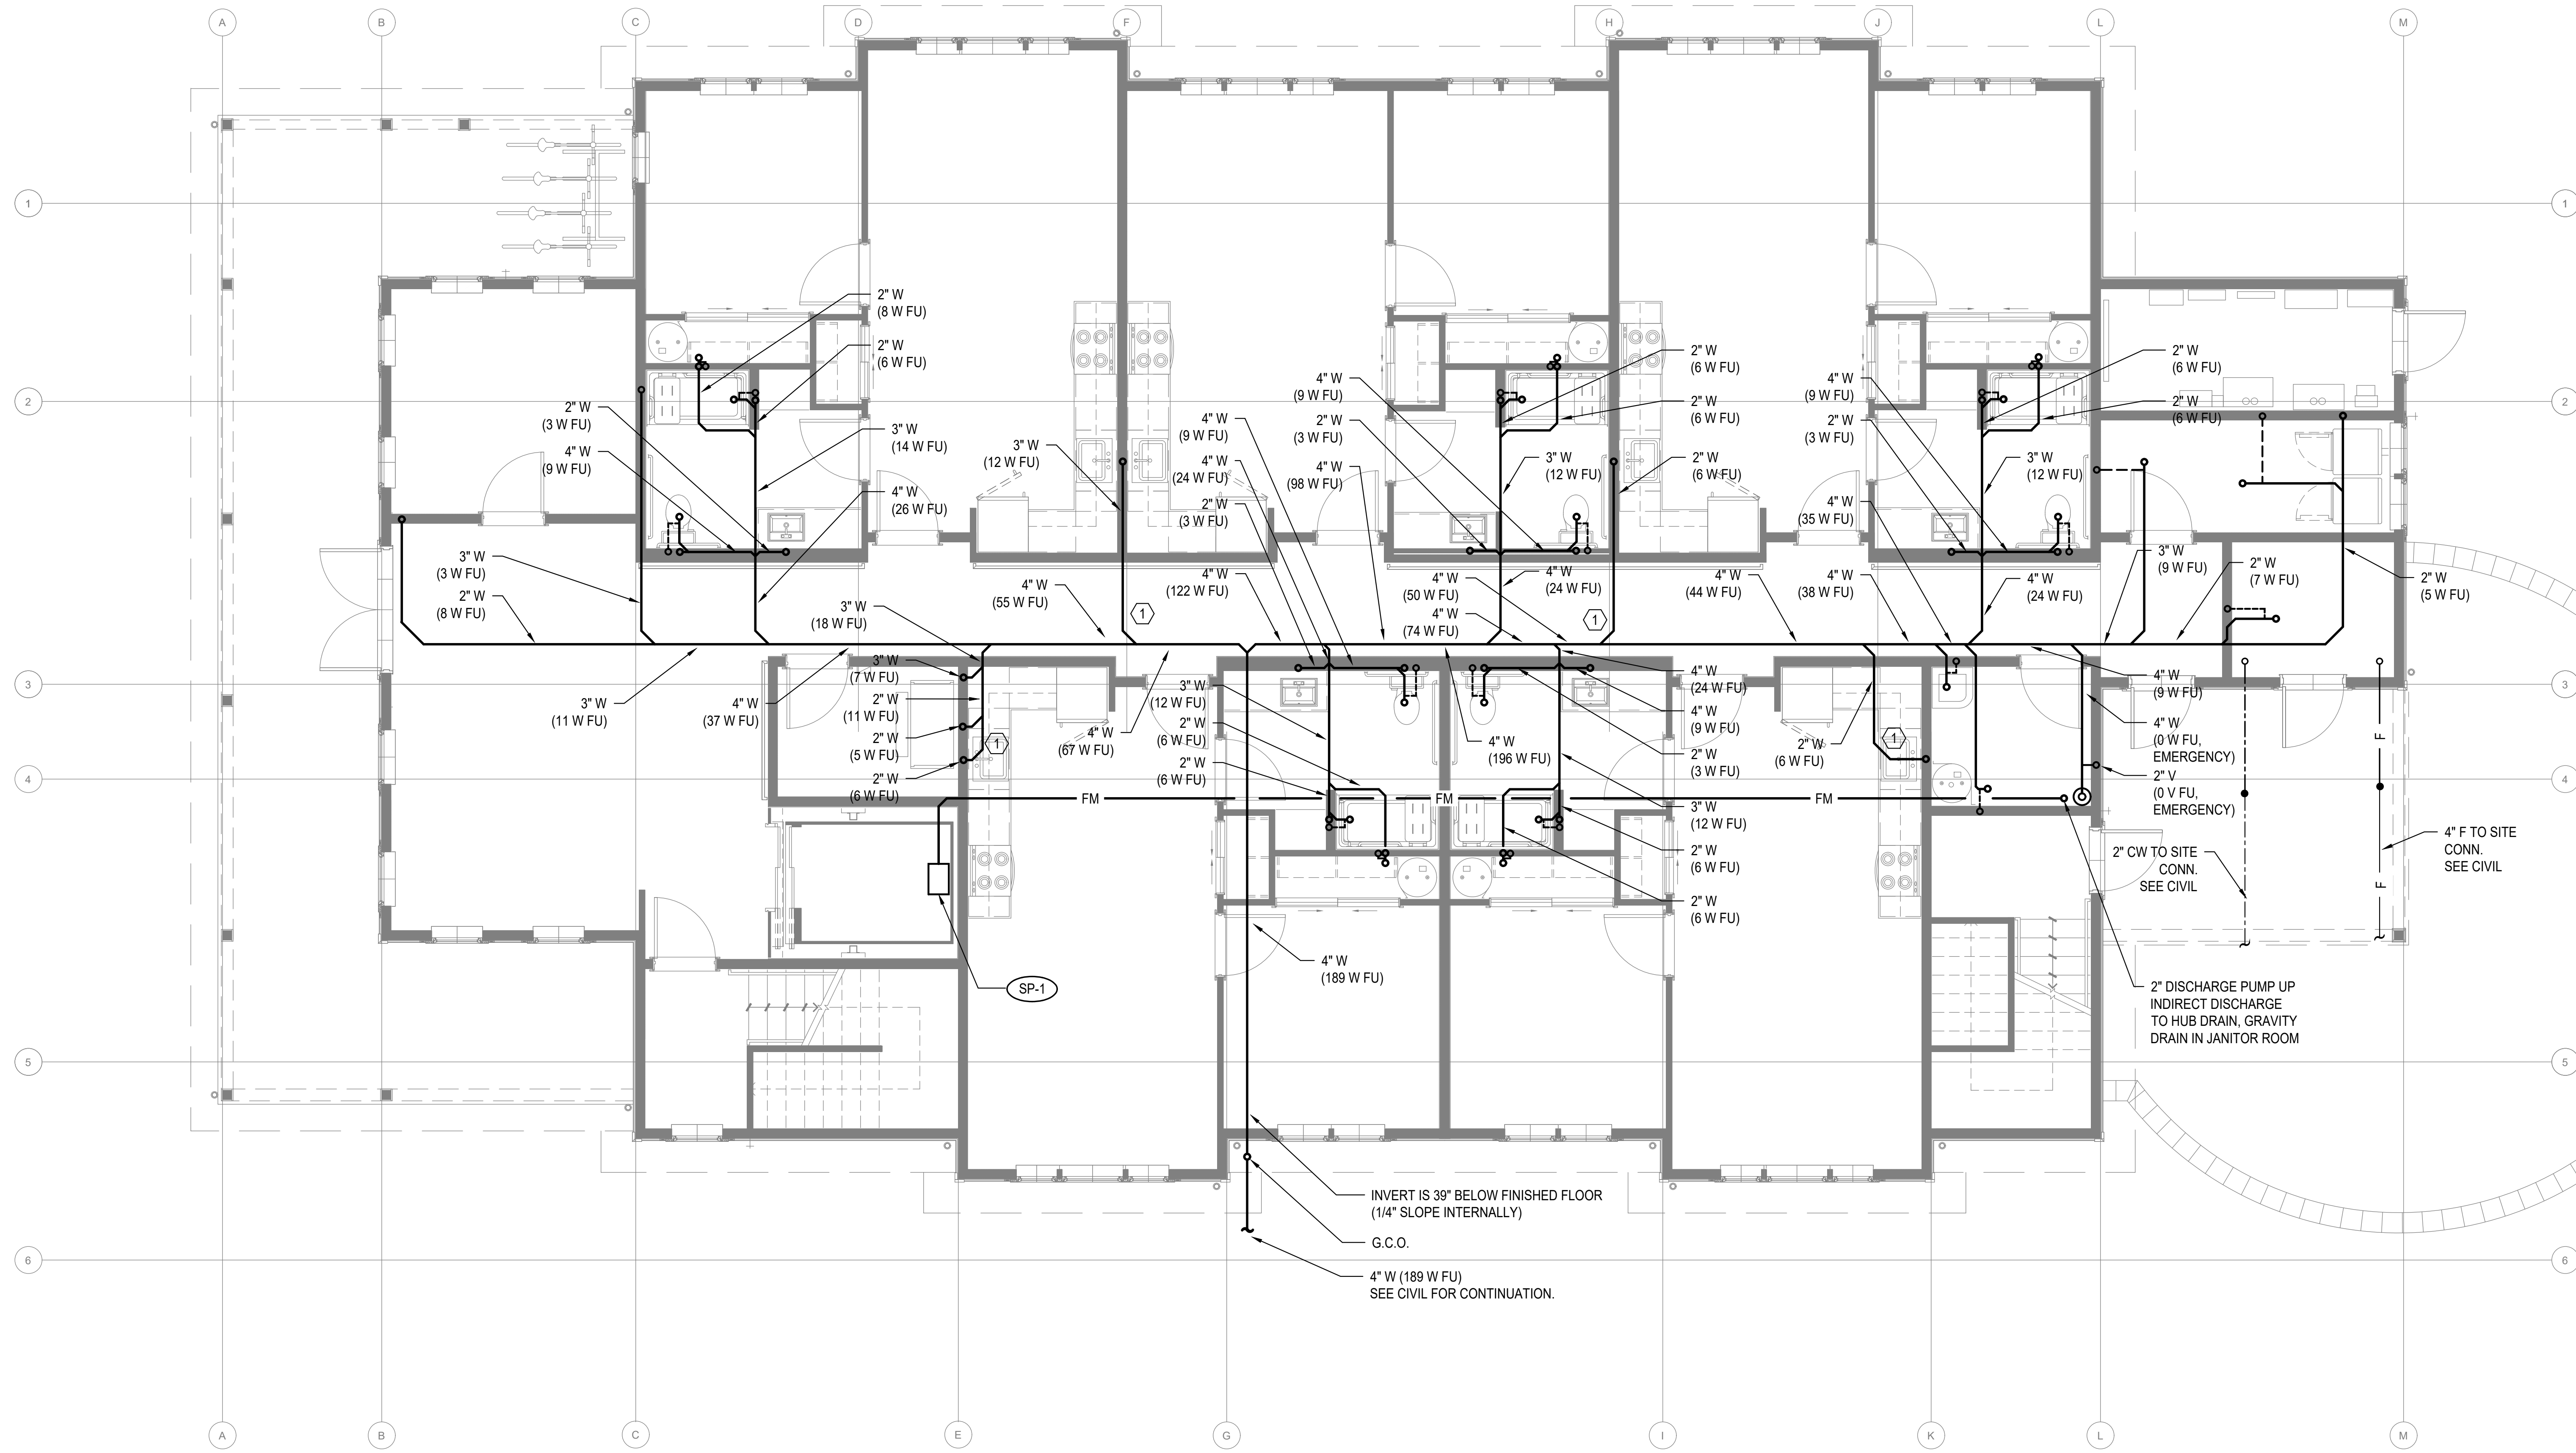 A
B
C
D
F
H
J
L
M
1
1
2" W
(8 W FU)
2" W
(6 W FU)
2" W
(6 W FU)
2" W
(6 W FU)
2" W
(6 W FU)
2" W
(6 W FU)
4" W
(9 W FU)
2" W
(3 W FU)
4" W
(9 W FU)
2" W
(3 W FU)
2
2
2" W
(3 W FU)
4" W
(9 W FU)
3" W
(14 W FU)
4" W
(26 W FU)
3" W
(12 W FU)
4" W
(9 W FU)
4" W
(24 W FU)
2" W
(3 W FU)
4" W
(98 W FU)
3" W
(12 W FU)
2" W
(6 W FU)
4" W
(35 W FU)
3" W
(12 W FU)
3" W
(3 W FU)
2" W
(8 W FU)
3" W
(18 W FU)
4" W
(55 W FU)
1
4" W
(122 W FU)
4" W
(50 W FU)
4" W
(74 W FU)
4" W
(24 W FU)
1
4" W
(44 W FU)
4" W
(38 W FU)
4" W
(24 W FU)
3" W
(9 W FU)
2" W
(7 W FU)
2" W
(5 W FU)
3
3
3" W
(11 W FU)
4" W
(37 W FU)
3" W
(7 W FU)
2" W
(11 W FU)
2" W
(5 W FU)
2" W
(6 W FU)
1
4" W
(67 W FU)
3" W
(12 W FU)
2" W
(6 W FU)
2" W
(6 W FU)
4" W
(196 W FU)
4" W
(24 W FU)
4" W
(9 W FU)
2" W
(3 W FU)
3" W
(12 W FU)
2" W
(6 W FU)
2" W
(6 W FU)
2" W
(6 W FU)
1
4" W
(9 W FU)
4" W
(0 W FU,
EMERGENCY)
2" V
(0 V FU,
EMERGENCY)
F
F
4
4
FM
FM
FM
4" F TO SITE
CONN.
SEE CIVIL
2" CW TO SITE
CONN.
SEE CIVIL
4" W
(189 W FU)
SP-1
2" DISCHARGE PUMP UP
INDIRECT DISCHARGE
TO HUB DRAIN, GRAVITY
DRAIN IN JANITOR ROOM
5
5
INVERT IS 39" BELOW FINISHED FLOOR
(1/4" SLOPE INTERNALLY)
G.C.O.
4" W (189 W FU)
SEE CIVIL FOR CONTINUATION.
6
6
A
B
C
E
G
I
K
L
M